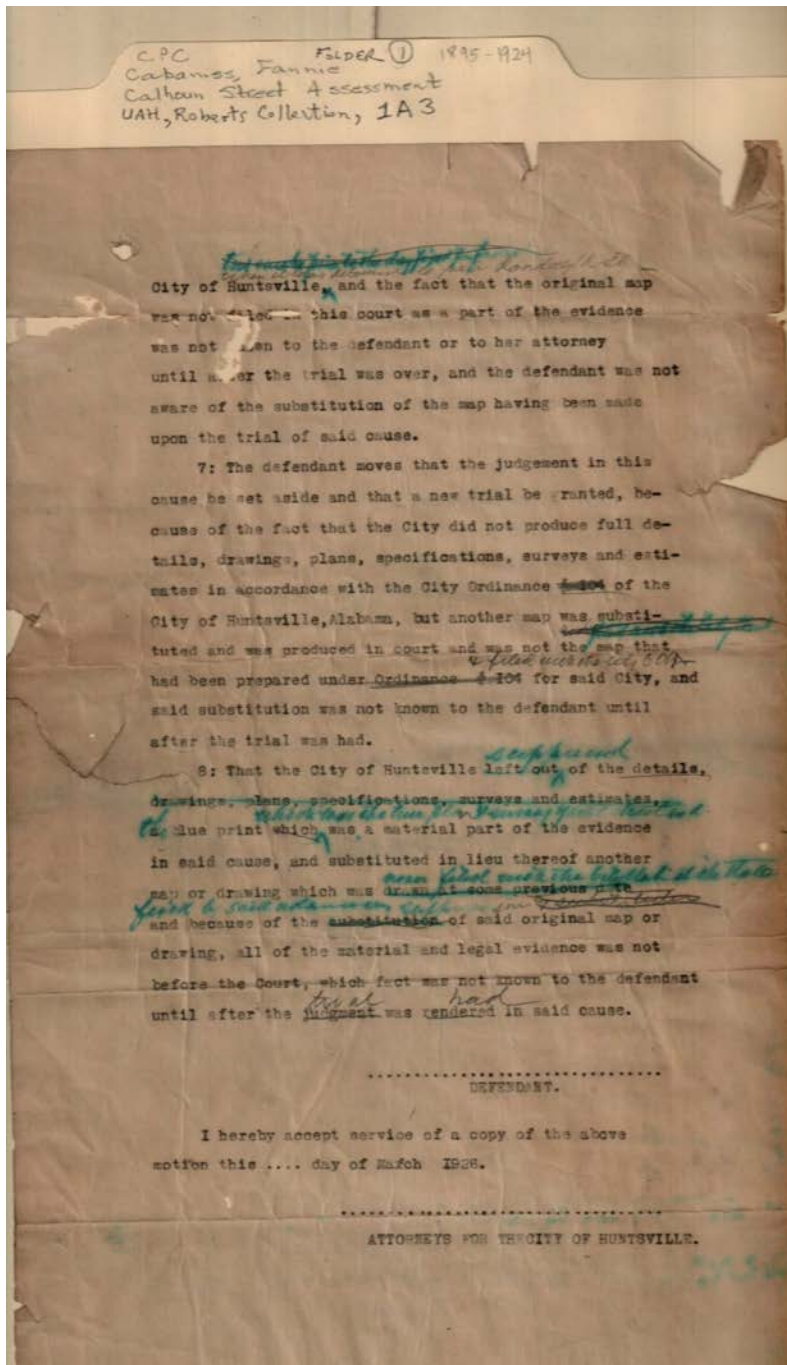 CPC FOLDER 1 1895-1924
Cabaniss, Fannie
Calhoun Street Assessment
UAH, Roberts Collection, 1A3
City of Huntsville, and the fact that the original map
was not filed in this court as a part of the evidence
was not to the defendant or to her attorney
until after the trial was over, and the defendant was not
aware of the substitution of the map having been made
upon the trial of said cause.
7: The defendant moves that the judgement in this
cause be set aside and that a new trial be granted, be-
cause of the fact that the City did not produce full de-
tails, drawings, plans, specifications, surveys and esti-
mates in accordance with the City Ordinance # 104 of the
City of Huntsville,Alabama, but another map was substi-
tuted and was produced in court and was not the map that
& filed with the city
had been prepared under Ordinance # 104 for said City, and
said substitution was not known to the defendant until
after the trial was had.
8: That the City of Huntsville left out of the details,
drawings, plans, specifications, surveys and estimates,
a blue print which was a material part of the evidence
in said cause, and substituted in lieu thereof another
map or drawing which was drawn at some previous date
and because of the substitution of said original map or
drawing, all of the material and legal evidence was not
before the Court, which fact was not known to the defendant
trial had
until after the judgment was rendered in said cause.
DEFENDANT.
I hereby accept service of a copy of the above
motion this .... day of March 1926.
ATTORNEYS FOR THECITY OF HUNTSVILLE.